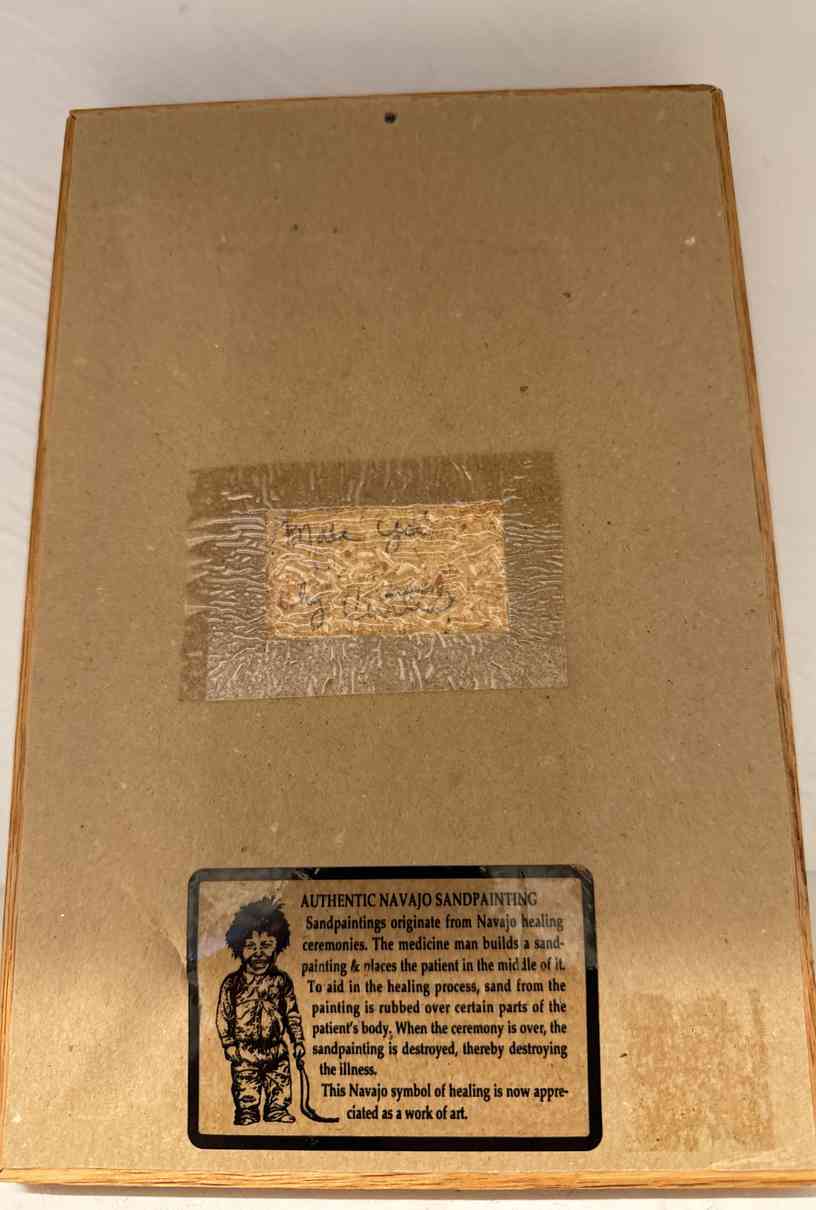 "Male Yei"
by
AUTHENTIC NAVAJO SANDPAINTING
Sandpaintings originate from Navajo healing
ceremonies. The medicine man builds a sand-
painting & places the patient in the middle of it.
To aid in the healing process, sand from the
painting is rubbed over certain parts of the
patient's body. When the ceremony is over, the
sandpainting is destroyed, thereby destroying
the illness.
This Navajo symbol of healing is now appre-
ciated as a work of art.